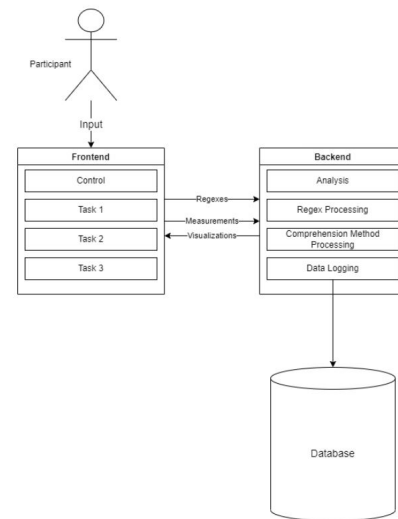 Participant
Input
Frontend
Control
Task 1
Task 2
Task 3
Regexes
Measurements
Visualizations
Backend
Analysis
Regex Processing
Comprehension Method
Processing
Data Logging
Database